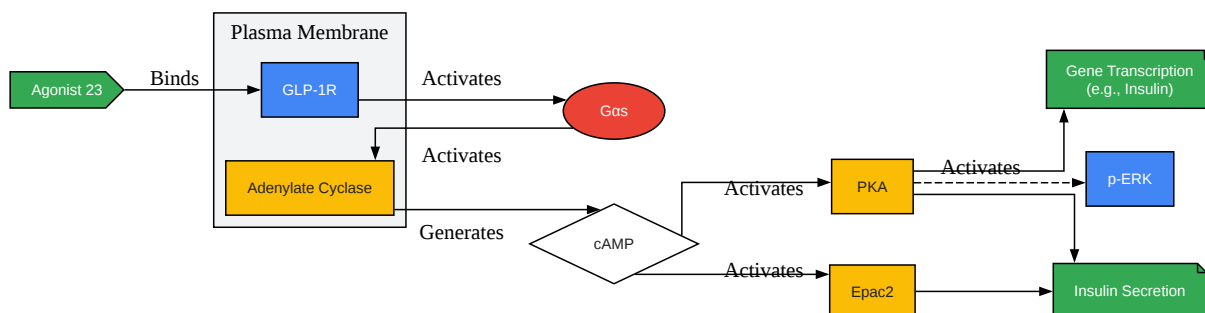 Plasma Membrane
Agonist 23
Binds
GLP-1R
Activates
Gαs
Activates
Adenylate Cyclase
Generates
cAMP
Activates
PKA
Activates
Gene Transcription
(e.g., Insulin)
p-ERK
Activates
Epac2
Insulin Secretion